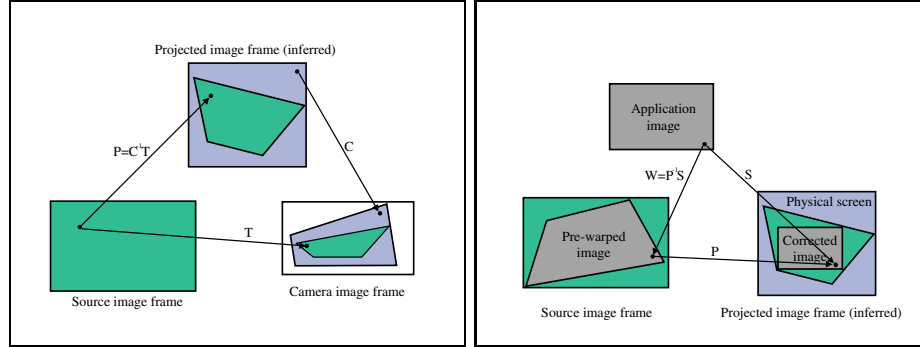 Projected image frame (inferred)
P=C⁻¹T
C
T
Source image frame
Camera image frame
Application
image
W=P⁻¹S
S
Physical screen
Pre-warped
image
P
Corrected
image
Source image frame
Projected image frame (inferred)